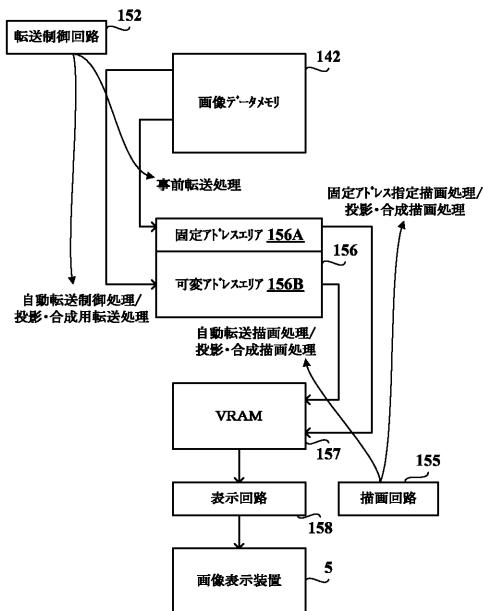 152
転送制御回路
142
画像ﾃﾞｰﾀﾒﾓﾘ
事前転送処理
固定ｱﾄﾞﾚｽ指定描画処理/
投影・合成描画処理
固定ｱﾄﾞﾚｽｴﾘｱ 156A
156
可変ｱﾄﾞﾚｽｴﾘｱ 156B
自動転送制御処理/
投影・合成用転送処理
自動転送描画処理/
投影・合成描画処理
VRAM
157
155
表示回路
描画回路
158
5
画像表示装置